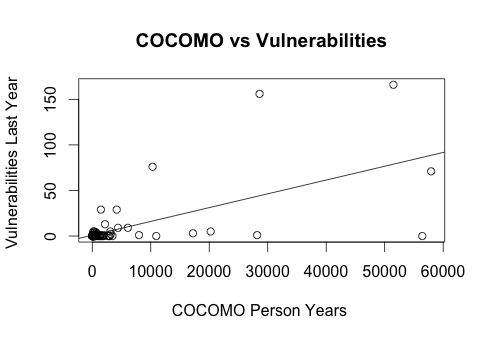 COCOMO vs Vulnerabilities
Vulnerabilities Last Year
150
100
50
0
0 10000 20000 30000 40000 50000 60000
COCOMO Person Years